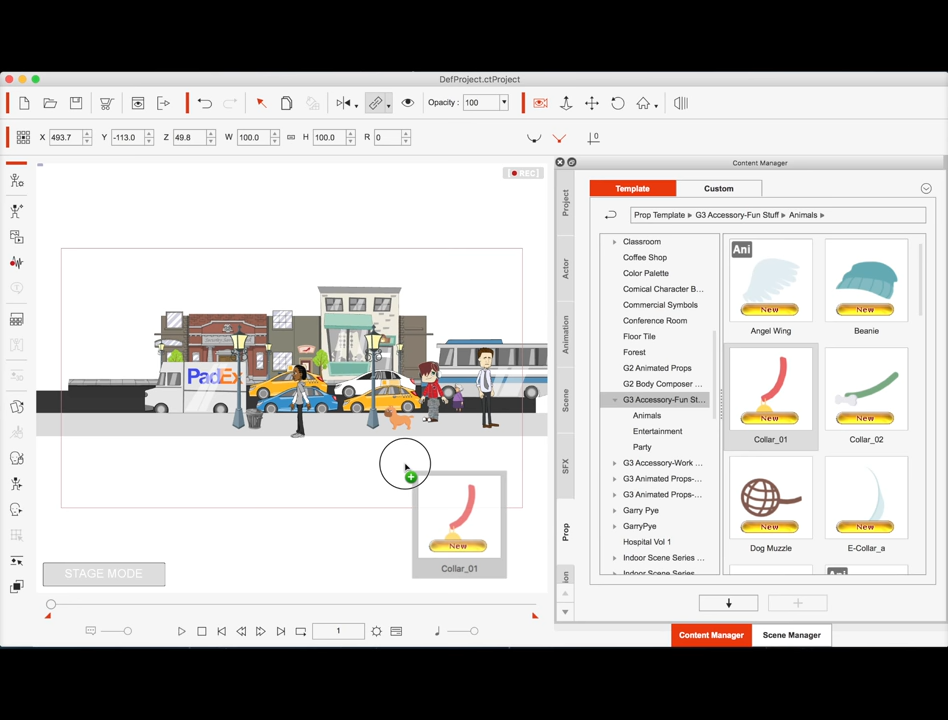 DefProject.ctProject
Opacity : 100
X 493.7 Y -113.0 Z 49.8 W 100.0 H 100.0 R 0
[● REC]
Content Manager
Template Custom
Prop Template ▸ G3 Accessory-Fun Stuff ▸ Animals ▸
Project
Actor
Animation
Scene
SFX
Prop
Classroom
Coffee Shop
Color Palette
Comical Character B...
Commercial Symbols
Conference Room
Floor Tile
Forest
G2 Animated Props
G2 Body Composer ...
G3 Accessory-Fun St...
Animals
Entertainment
Party
G3 Accessory-Work ...
G3 Animated Props-...
G3 Animated Props-...
Garry Pye
GarryPye
Hospital Vol 1
Indoor Scene Series ...
Indoor Scene Series ...
Ani
New New
Angel Wing Beanie
New New
Collar_01 Collar_02
New New
Dog Muzzle E-Collar_a
Ani
PadEx
New
Collar_01
STAGE MODE
1
Content Manager Scene Manager